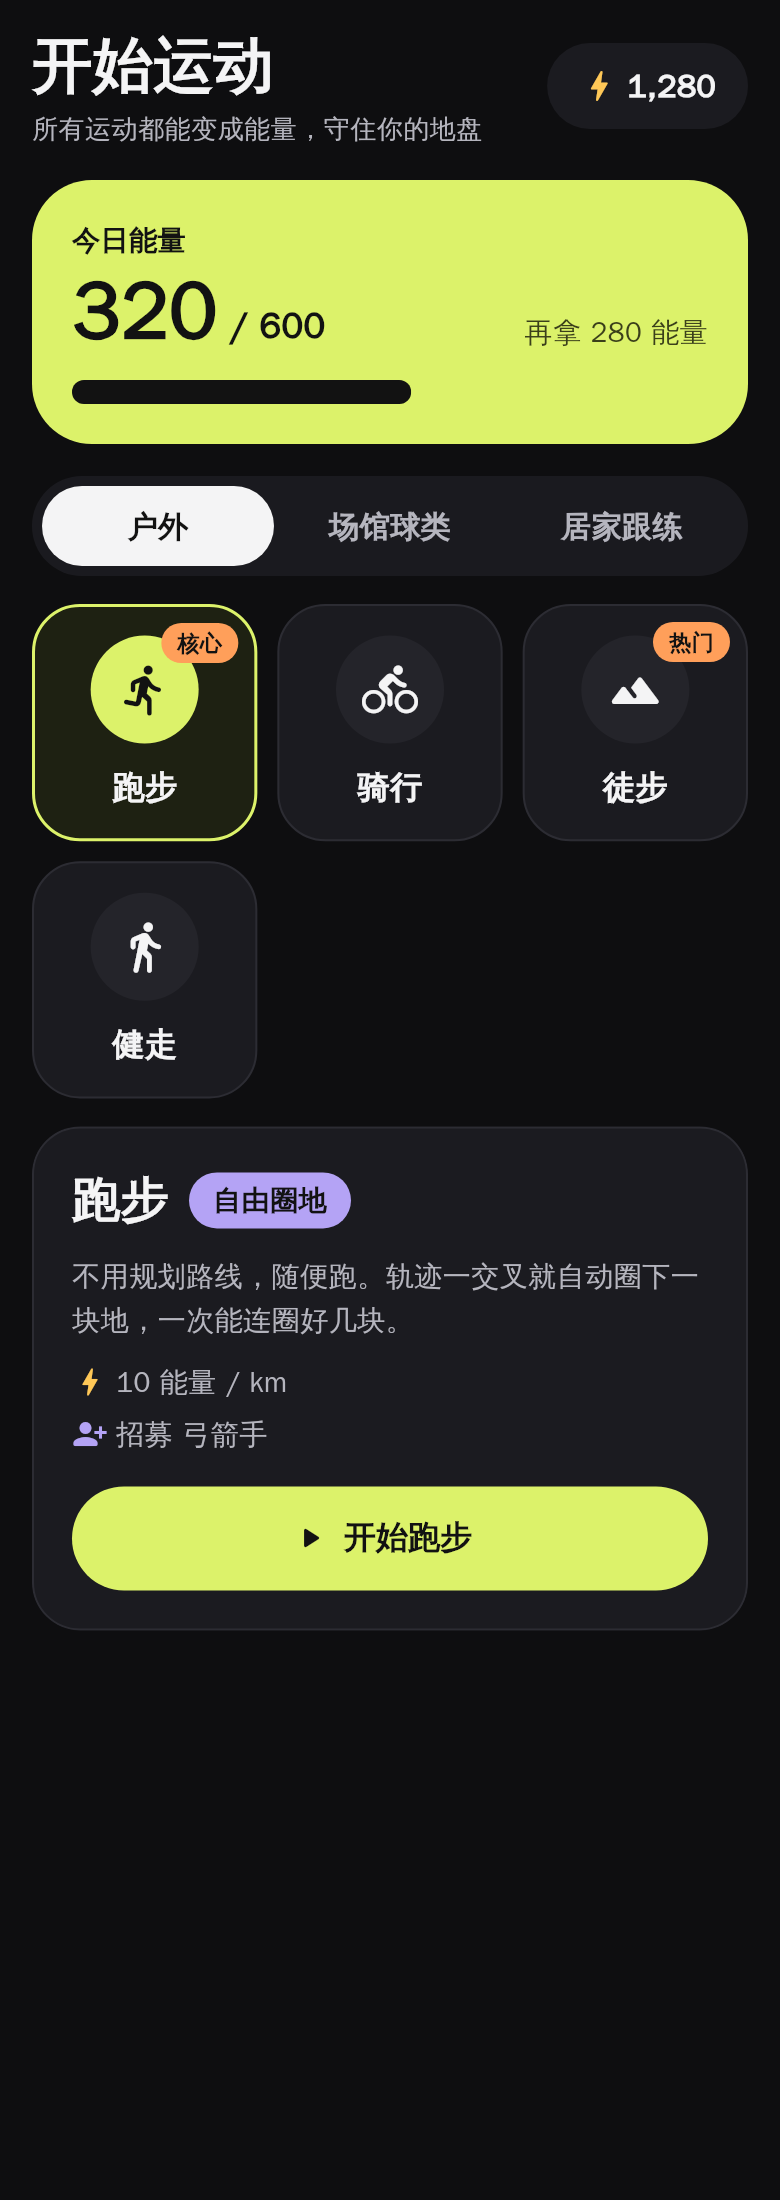 开始运动
1,280
所有运动都能变成能量，守住你的地盘
今日能量
320 / 600
再拿 280 能量
户外
场馆球类
居家跟练
核心
热门
跑步
骑行
徒步
健走
跑步
自由圈地
不用规划路线，随便跑。轨迹一交叉就自动圈下一
块地，一次能连圈好几块。
10 能量 / km
招募 弓箭手
开始跑步